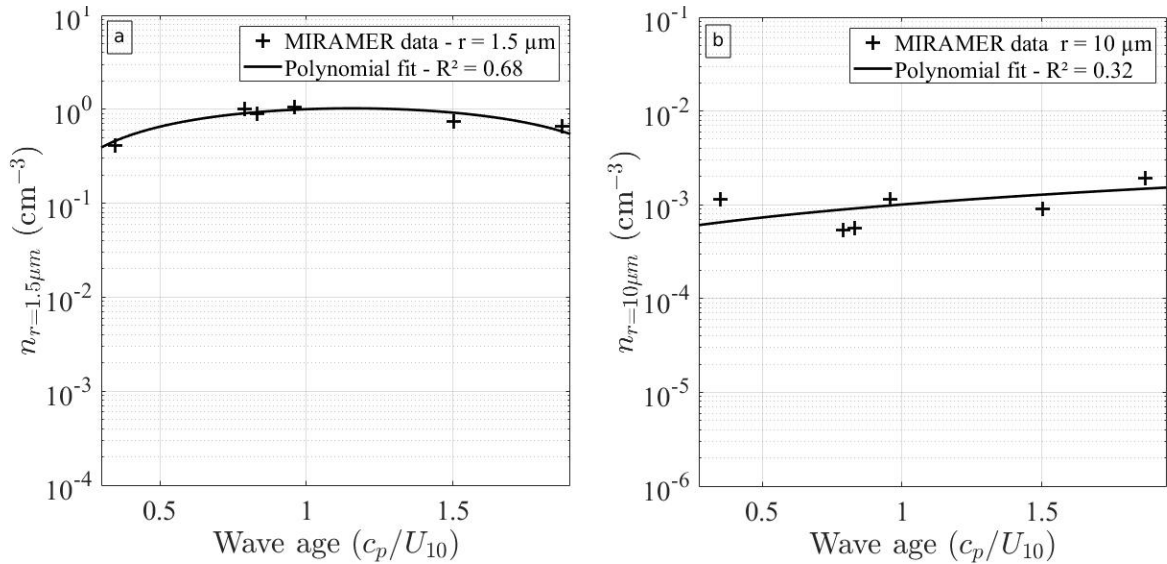 a
MIRAMER data - r = 1.5 µm
Polynomial fit - R² = 0.68
10^1
10^0
10^-1
10^-2
10^-3
10^-4
n_{r=1.5µm} (cm^-3)
0.5
1
1.5
Wave age (c_p/U_10)
b
MIRAMER data r = 10 µm
Polynomial fit - R² = 0.32
10^-1
10^-2
10^-3
10^-4
10^-5
10^-6
n_{r=10µm} (cm^-3)
0.5
1
1.5
Wave age (c_p/U_10)